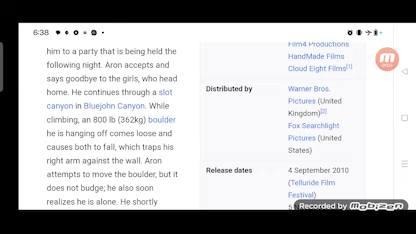 6:38
him to a party that is being held the
following night. Aron accepts and
says goodbye to the girls, who head
home. He continues through a slot
canyon in Bluejohn Canyon. While
climbing, an 800 lb (362kg) boulder
he is hanging off comes loose and
causes both to fall, which traps his
right arm against the wall. Aron
attempts to move the boulder, but it
does not budge; he also soon
realizes he is alone. He shortly
Film4 Productions
HandMade Films
Cloud Eight Films[1]
Distributed by
Warner Bros.
Pictures (United
Kingdom)[2]
Fox Searchlight
Pictures (United
States)
Release dates
4 September 2010
(Telluride Film
Festival)
Recorded by Mobizen